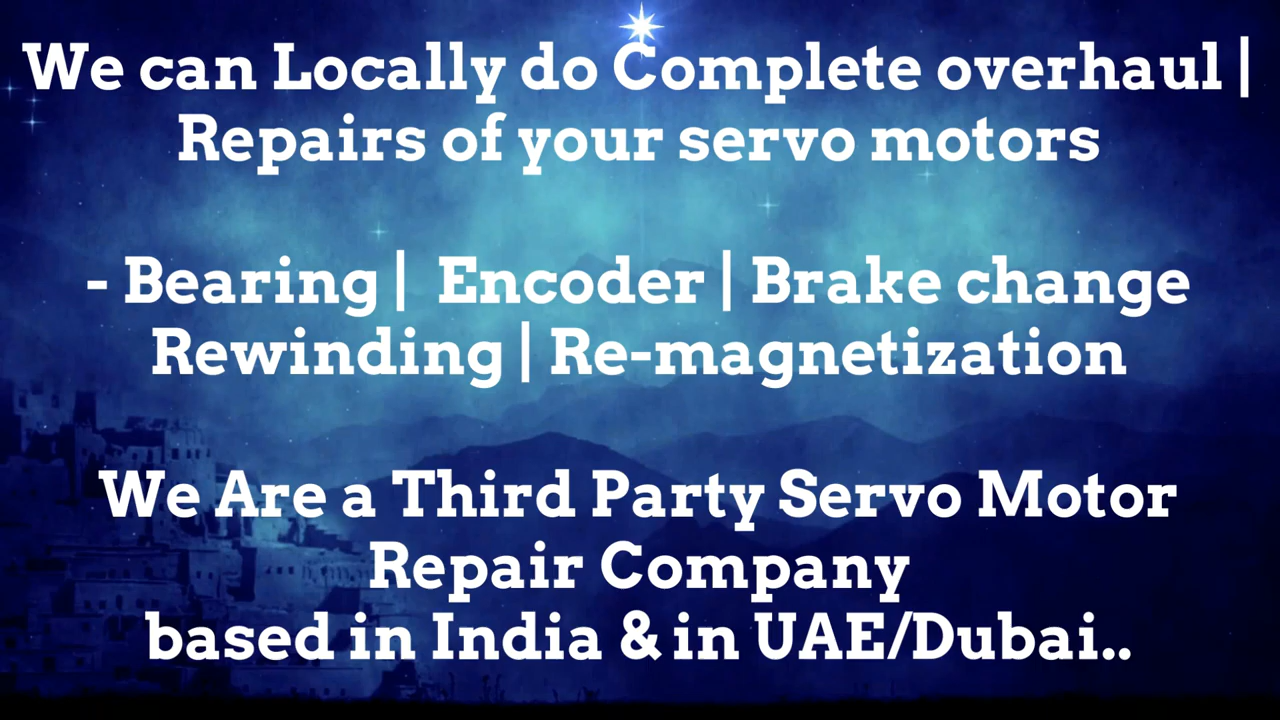 We can Locally do Complete overhaul |
Repairs of your servo motors
- Bearing | Encoder | Brake change
Rewinding | Re-magnetization
We Are a Third Party Servo Motor
Repair Company
based in India & in UAE/Dubai..